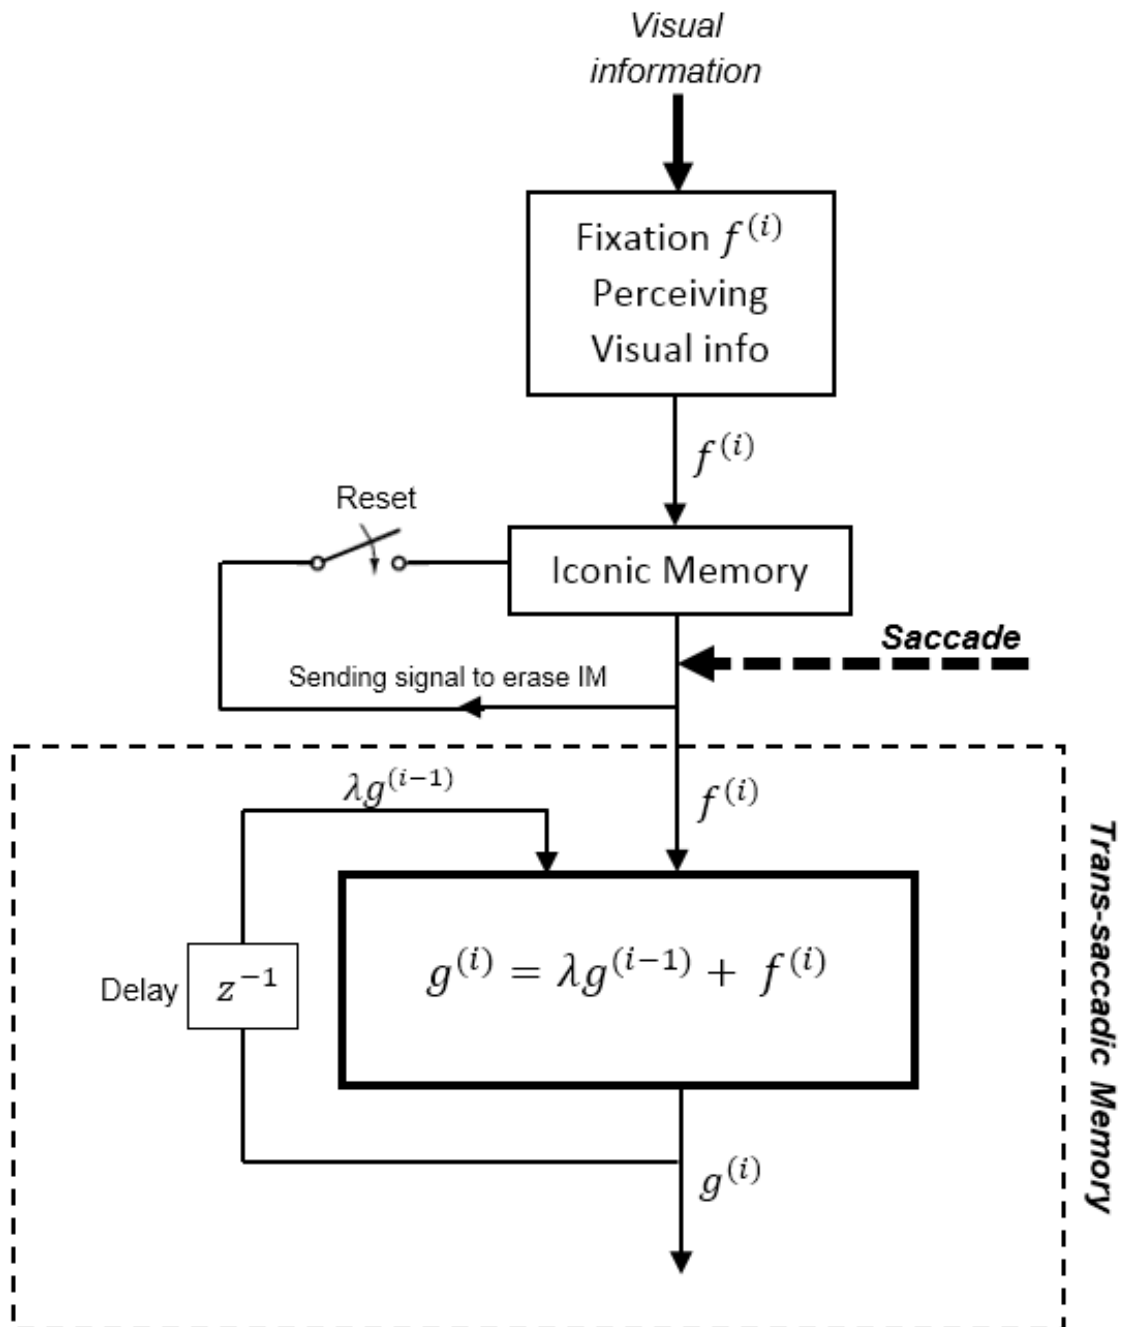 Visual
information
Fixation f^{(i)}
Perceiving
Visual info
f^{(i)}
Reset
Iconic Memory
Saccade
Sending signal to erase IM
λg^{(i−1)}
f^{(i)}
Trans-saccadic Memory
g^{(i)} = λg^{(i−1)} + f^{(i)}
Delay
z^{−1}
g^{(i)}